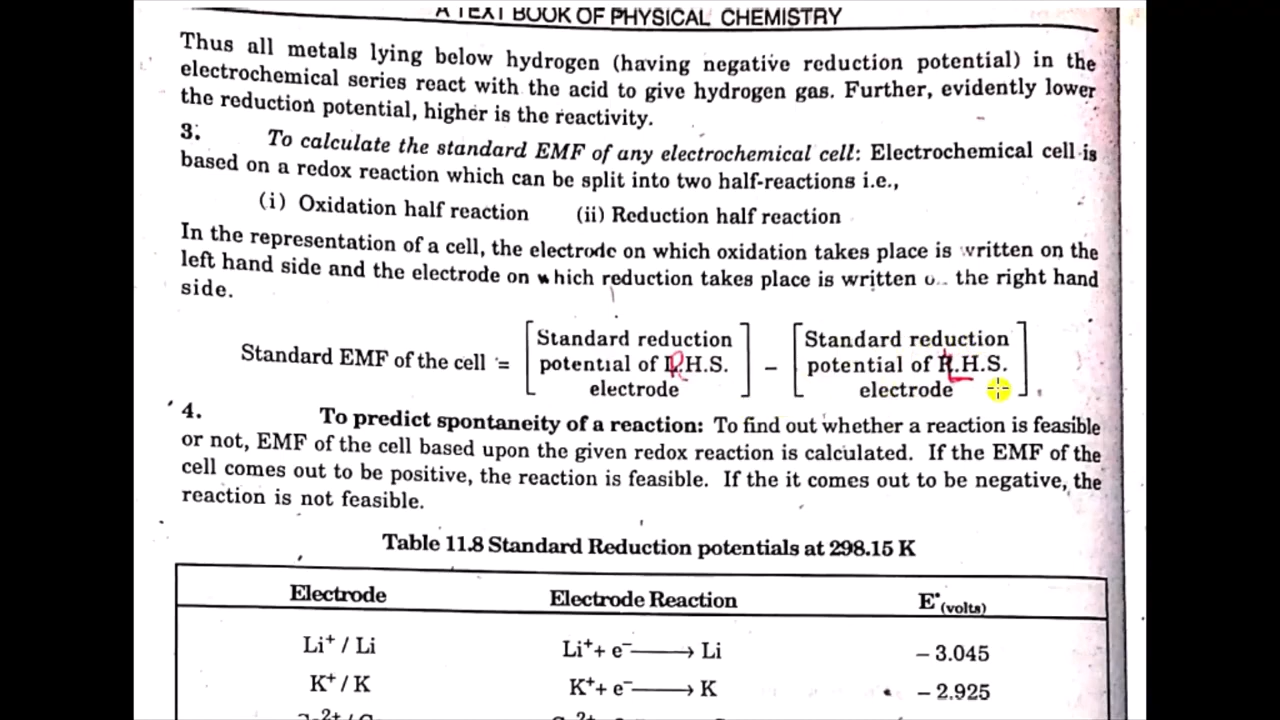 A TEXT BOOK OF PHYSICAL CHEMISTRY
Thus all metals lying below hydrogen (having negative reduction potential) in the
electrochemical series react with the acid to give hydrogen gas. Further, evidently lower
the reduction potential, higher is the reactivity.
3. To calculate the standard EMF of any electrochemical cell: Electrochemical cell is
based on a redox reaction which can be split into two half-reactions i.e.,
(i) Oxidation half reaction (ii) Reduction half reaction
In the representation of a cell, the electrode on which oxidation takes place is written on the
left hand side and the electrode on which reduction takes place is written the right hand
side.
Standard EMF of the cell = [Standard reduction potential of R.H.S. electrode] – [Standard reduction potential of L.H.S. electrode]
4. To predict spontaneity of a reaction: To find out whether a reaction is feasible
or not, EMF of the cell based upon the given redox reaction is calculated. If the EMF of the
cell comes out to be positive, the reaction is feasible. If the it comes out to be negative, the
reaction is not feasible.
Table 11.8 Standard Reduction potentials at 298.15 K
Electrode Electrode Reaction E°(volts)
Li⁺ / Li Li⁺ + e⁻ ⟶ Li – 3.045
K⁺ / K K⁺ + e⁻ ⟶ K – 2.925